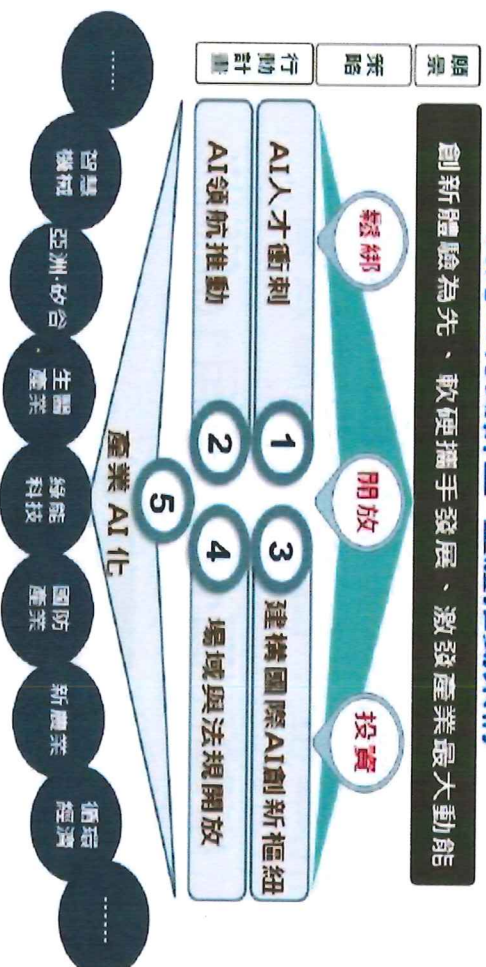 願景
創新體驗為先、軟硬攜手發展、激發產業最大動能
策略
鬆綁
開放
投資
行動計畫
AI人才衝刺
1
3
建構國際AI創新樞紐
AI領航推動
2
4
場域與法規開放
5
產業 AI 化
......
智慧機械
亞洲·矽谷
生醫產業
綠能科技
國防產業
新農業
循環經濟
......